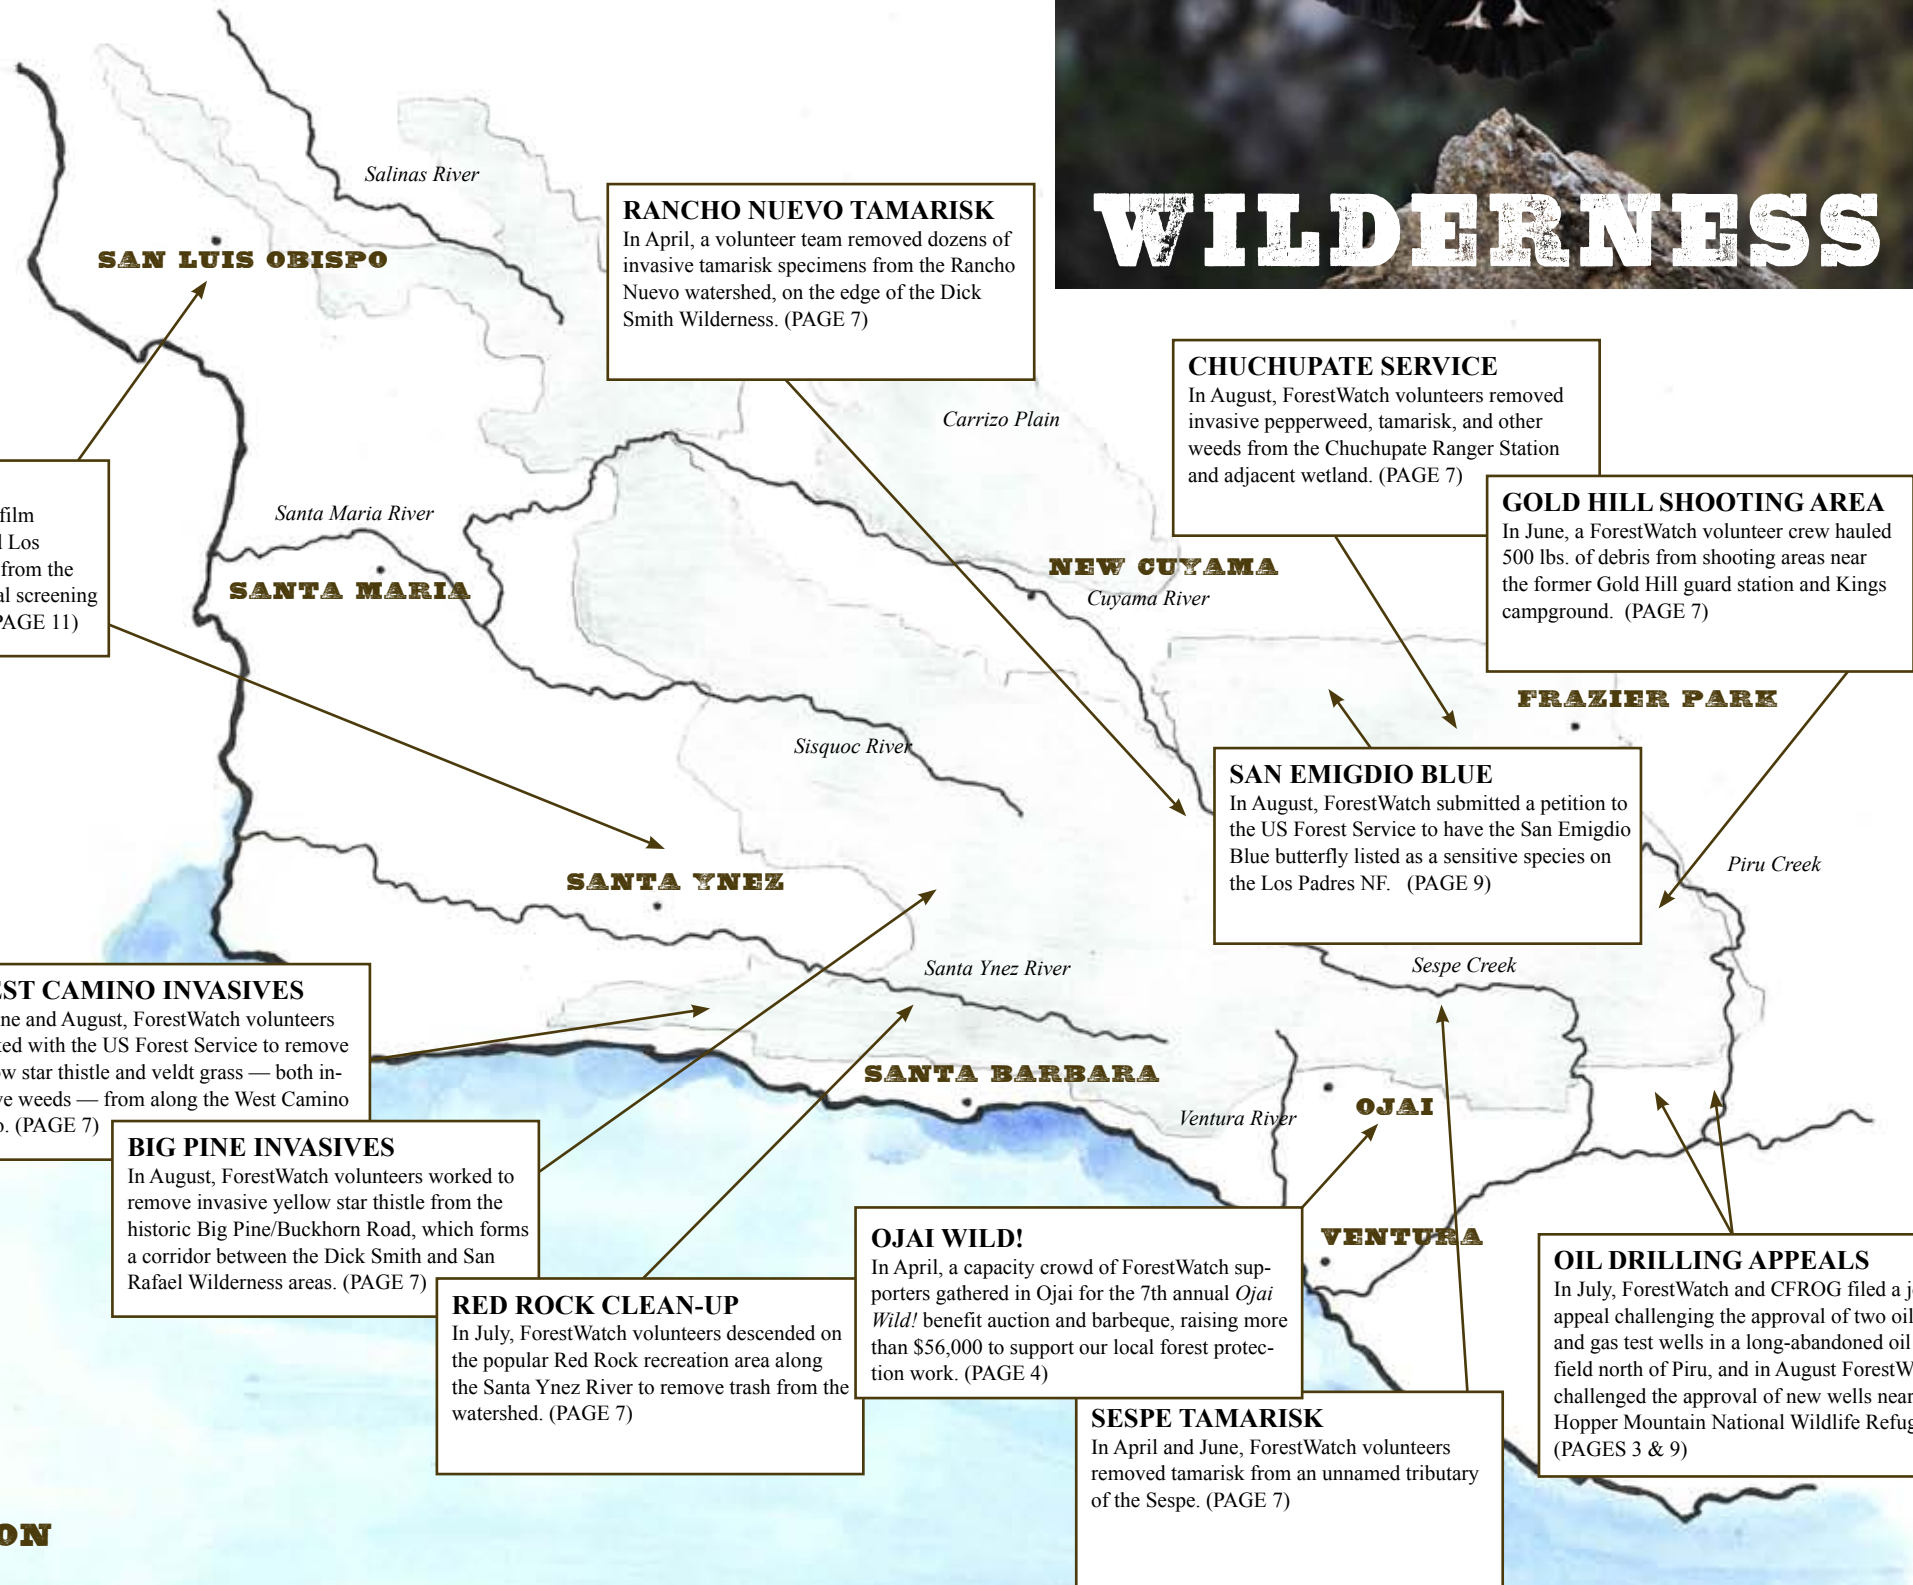 WILDERNESS
Salinas River
SAN LUIS OBISPO
RANCHO NUEVO TAMARISK
In April, a volunteer team removed dozens of
invasive tamarisk specimens from the Rancho
Nuevo watershed, on the edge of the Dick
Smith Wilderness. (PAGE 7)
Carrizo Plain
CHUCHUPATE SERVICE
In August, ForestWatch volunteers removed
invasive pepperweed, tamarisk, and other
weeds from the Chuchupate Ranger Station
and adjacent wetland. (PAGE 7)
GOLD HILL SHOOTING AREA
In June, a ForestWatch volunteer crew hauled
500 lbs. of debris from shooting areas near
the former Gold Hill guard station and Kings
campground. (PAGE 7)
film
Los
from the
screening
PAGE 11)
Santa Maria River
SANTA MARIA
NEW CUYAMA
Cuyama River
FRAZIER PARK
Sisquoc River
SAN EMIGDIO BLUE
In August, ForestWatch submitted a petition to
the US Forest Service to have the San Emigdio
Blue butterfly listed as a sensitive species on
the Los Padres NF. (PAGE 9)
Piru Creek
SANTA YNEZ
Santa Ynez River
Sespe Creek
EST CAMINO INVASIVES
ne and August, ForestWatch volunteers
ked with the US Forest Service to remove
ow star thistle and veldt grass — both in-
ve weeds — from along the West Camino
o. (PAGE 7)
SANTA BARBARA
Ventura River
OJAI
BIG PINE INVASIVES
In August, ForestWatch volunteers worked to
remove invasive yellow star thistle from the
historic Big Pine/Buckhorn Road, which forms
a corridor between the Dick Smith and San
Rafael Wilderness areas. (PAGE 7)
RED ROCK CLEAN-UP
In July, ForestWatch volunteers descended on
the popular Red Rock recreation area along
the Santa Ynez River to remove trash from the
watershed. (PAGE 7)
OJAI WILD!
In April, a capacity crowd of ForestWatch sup-
porters gathered in Ojai for the 7th annual Ojai
Wild! benefit auction and barbeque, raising more
than $56,000 to support our local forest protec-
tion work. (PAGE 4)
VENTURA
SESPE TAMARISK
In April and June, ForestWatch volunteers
removed tamarisk from an unnamed tributary
of the Sespe. (PAGE 7)
OIL DRILLING APPEALS
In July, ForestWatch and CFROG filed a j
appeal challenging the approval of two oil
and gas test wells in a long-abandoned oil
field north of Piru, and in August ForestW
challenged the approval of new wells near
Hopper Mountain National Wildlife Refug
(PAGES 3 & 9)
ON